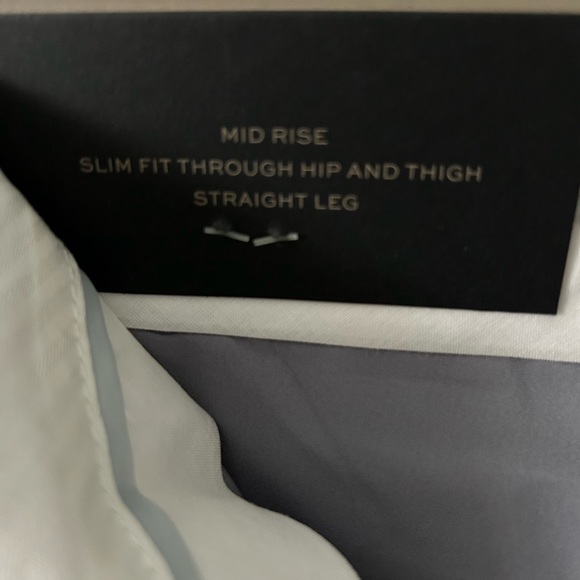 MID RISE
SLIM FIT THROUGH HIP AND THIGH
STRAIGHT LEG